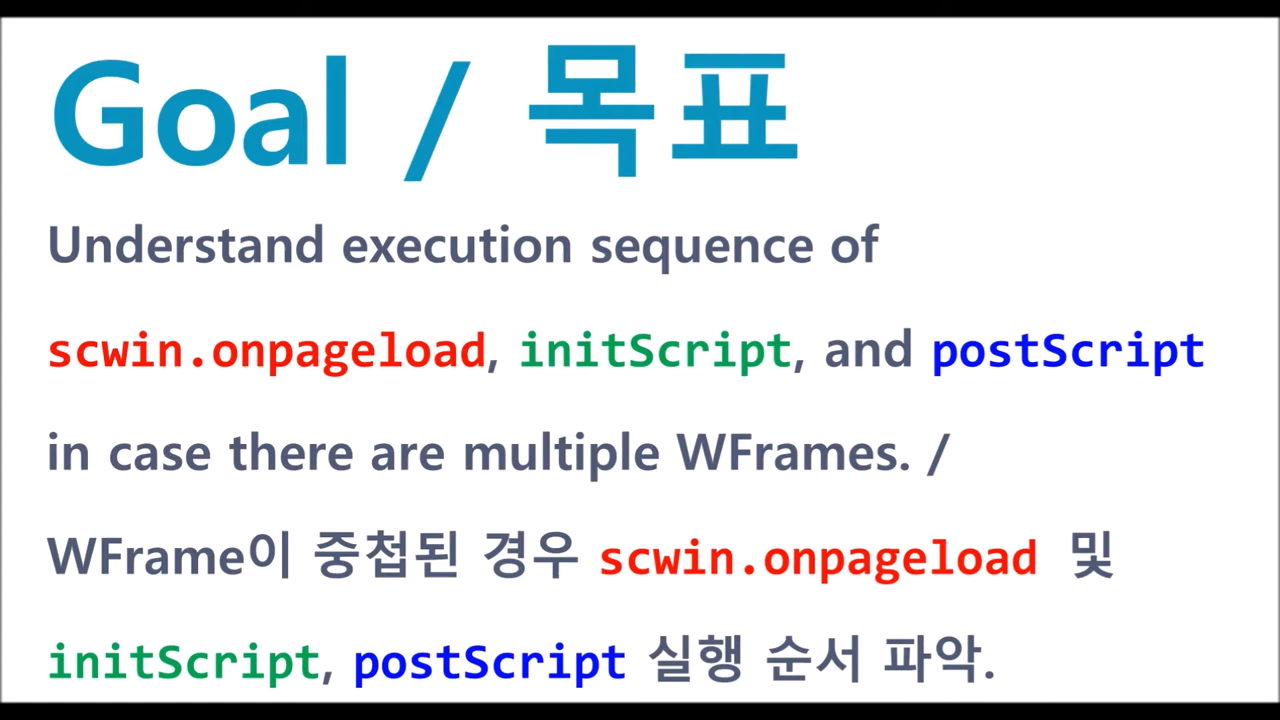 Goal / 목표
Understand execution sequence of
scwin.onpageload, initScript, and postScript
in case there are multiple WFrames. /
WFrame이 중첩된 경우 scwin.onpageload 및
initScript, postScript 실행 순서 파악.